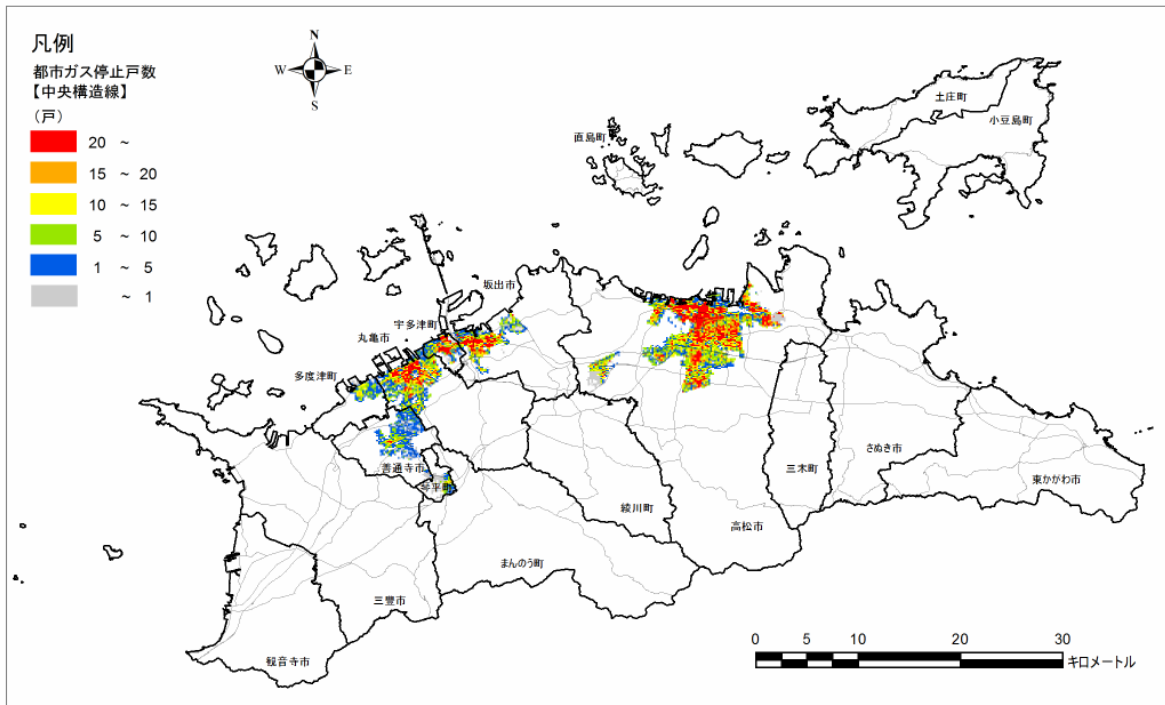 凡例
都市ガス停止戸数
【中央構造線】
(戸)
20 ~
15 ~ 20
10 ~ 15
5 ~ 10
1 ~ 5
~ 1
N
W E
S
土庄町
小豆島町
直島町
坂出市
宇多津町
丸亀市
多度津町
善通寺市
琴平町
三木町
さぬき市
東かがわ市
綾川町
高松市
まんのう町
三豊市
観音寺市
0 5 10 20 30
キロメートル